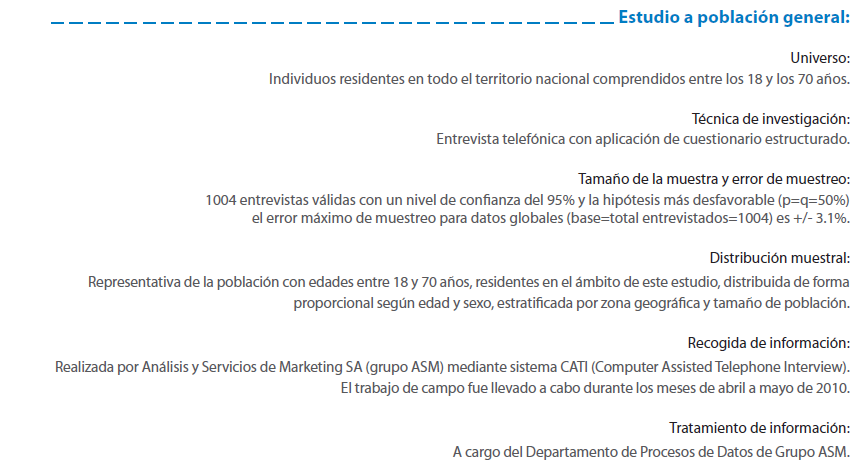 Estudio a población general:
Universo:
Individuos residentes en todo el territorio nacional comprendidos entre los 18 y los 70 años.
Técnica de investigación:
Entrevista telefónica con aplicación de cuestionario estructurado.
Tamaño de la muestra y error de muestreo:
1004 entrevistas válidas con un nivel de confianza del 95% y la hipótesis más desfavorable (p=q=50%)
el error máximo de muestreo para datos globales (base=total entrevistados=1004) es +/- 3.1%.
Distribución muestral:
Representativa de la población con edades entre 18 y 70 años, residentes en el ámbito de este estudio, distribuida de forma
proporcional según edad y sexo, estratificada por zona geográfica y tamaño de población.
Recogida de información:
Realizada por Análisis y Servicios de Marketing SA (grupo ASM) mediante sistema CATI (Computer Assisted Telephone Interview).
El trabajo de campo fue llevado a cabo durante los meses de abril a mayo de 2010.
Tratamiento de información:
A cargo del Departamento de Procesos de Datos de Grupo ASM.